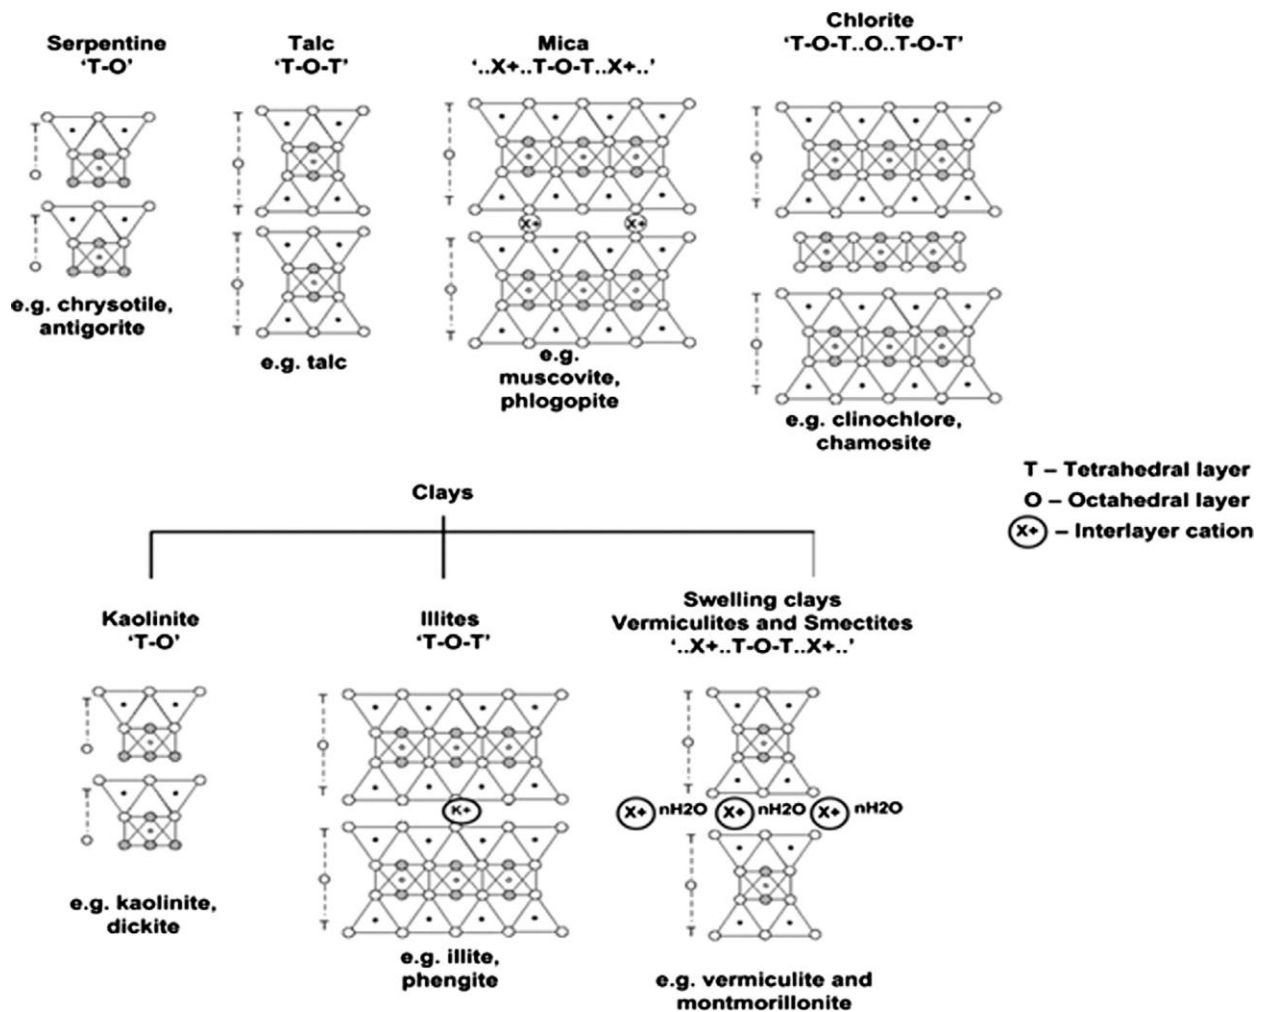 Serpentine
‘T-O’
Talc
‘T-O-T’
Mica
‘..X+..T-O-T..X+..’
Chlorite
‘T-O-T..O..T-O-T’
T
O
T
O
e.g. chrysotile,
antigorite
T
O
T
T
O
T
e.g. talc
T
O
T
X+ X+
T
O
T
e.g.
muscovite,
phlogopite
T
O
T
T
O
T
e.g. clinochlore,
chamosite
T – Tetrahedral layer
O – Octahedral layer
X+ – Interlayer cation
Clays
Kaolinite
‘T-O’
Illites
‘T-O-T’
Swelling clays
Vermiculites and Smectites
‘..X+..T-O-T..X+..’
T
O
T
O
e.g. kaolinite,
dickite
T
O
T
K+
T
O
T
e.g. illite,
phengite
T
O
T
X+ nH2O X+ nH2O X+ nH2O
T
O
T
e.g. vermiculite and
montmorillonite